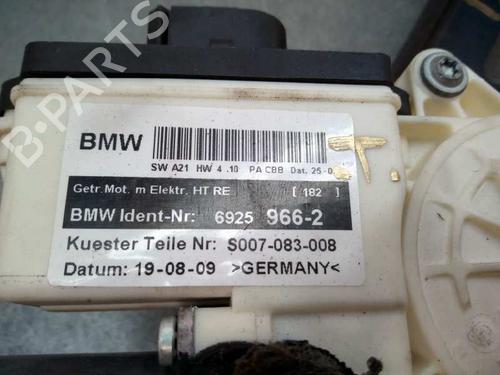 B-PARTS
BMW
SW A21 HW 4.10 PA CBB Dat. 25-0
Getr.Mot. m Elektr. HT RE [ 182 ]
BMW Ident-Nr: 6925 966-2
Kuester Teile Nr: S007-083-008
Datum: 19-08-09 >GERMANY<